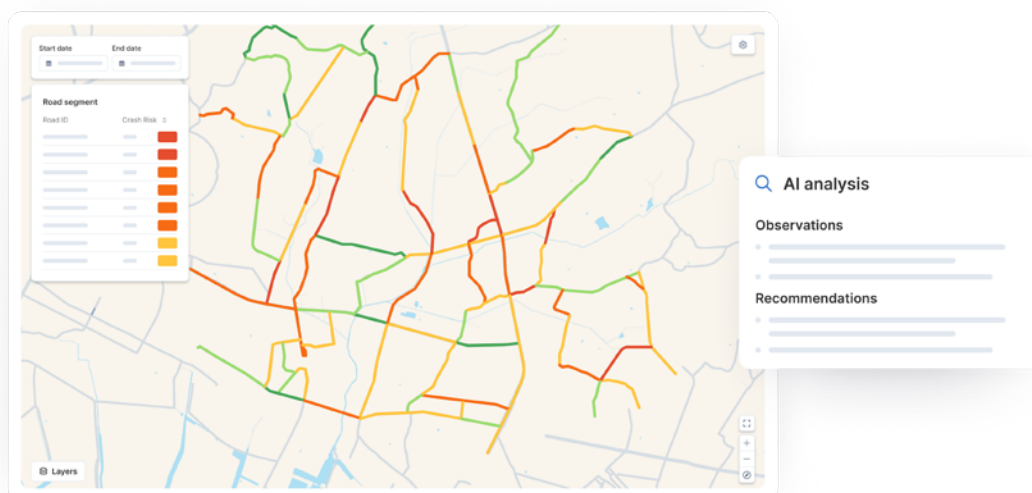 Start date End date
Road segment
Road ID Crash Risk
Layers
AI analysis
Observations
Recommendations